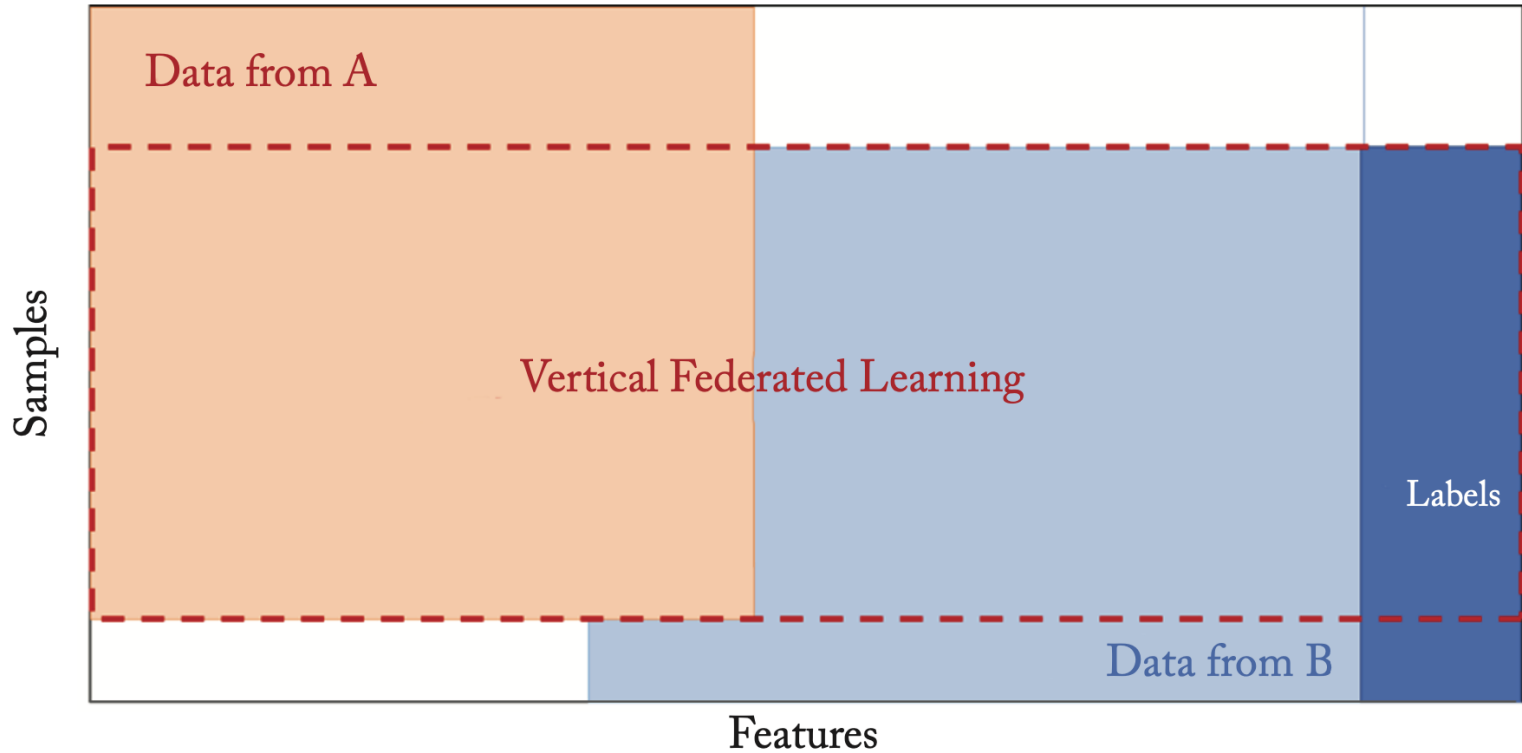 Data from A
Samples
Vertical Federated Learning
Labels
Data from B
Features